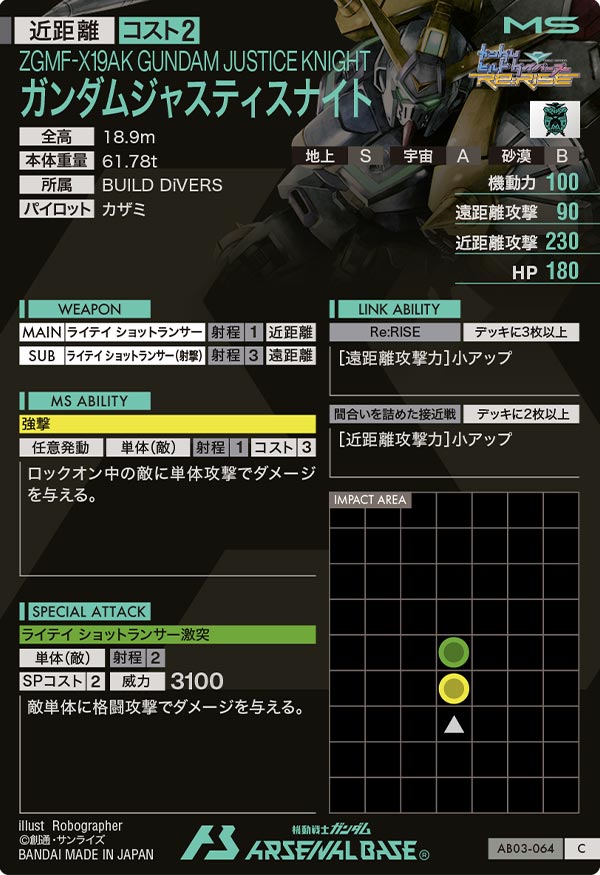 近距離 コスト2 MS
ZGMF-X19AK GUNDAM JUSTICE KNIGHT
ガンダムジャスティスナイト
Re:RISE
全高 18.9m
本体重量 61.78t
所属 BUILD DiVERS
パイロット カザミ
地上 S 宇宙 A 砂漠 B
機動力 100
遠距離攻撃 90
近距離攻撃 230
HP 180
WEAPON
MAIN ライテイ ショットランサー 射程 1 近距離
SUB ライテイ ショットランサー(射撃) 射程 3 遠距離
MS ABILITY
強撃
任意発動 単体(敵) 射程 1 コスト 3
ロックオン中の敵に単体攻撃でダメージ
を与える。
SPECIAL ATTACK
ライテイ ショットランサー激突
単体(敵) 射程 2
SPコスト 2 威力 3100
敵単体に格闘攻撃でダメージを与える。
LINK ABILITY
Re:RISE デッキに3枚以上
[遠距離攻撃力]小アップ
間合いを詰めた接近戦 デッキに2枚以上
[近距離攻撃力]小アップ
IMPACT AREA
illust Robographer
©創通・サンライズ
BANDAI MADE IN JAPAN
機動戦士ガンダム
ARSENAL BASE®
AB03-064 C